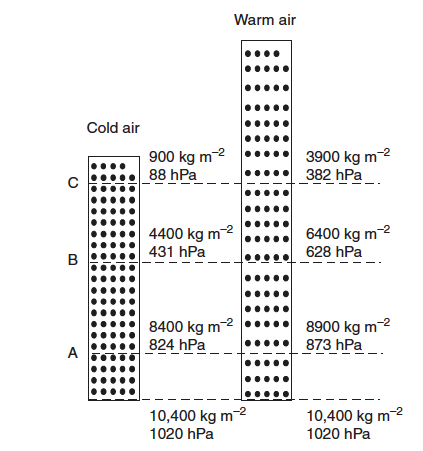 Warm air
Cold air
900 kg m⁻²
88 hPa
3900 kg m⁻²
382 hPa
C
4400 kg m⁻²
431 hPa
6400 kg m⁻²
628 hPa
B
8400 kg m⁻²
824 hPa
8900 kg m⁻²
873 hPa
A
10,400 kg m⁻²
1020 hPa
10,400 kg m⁻²
1020 hPa